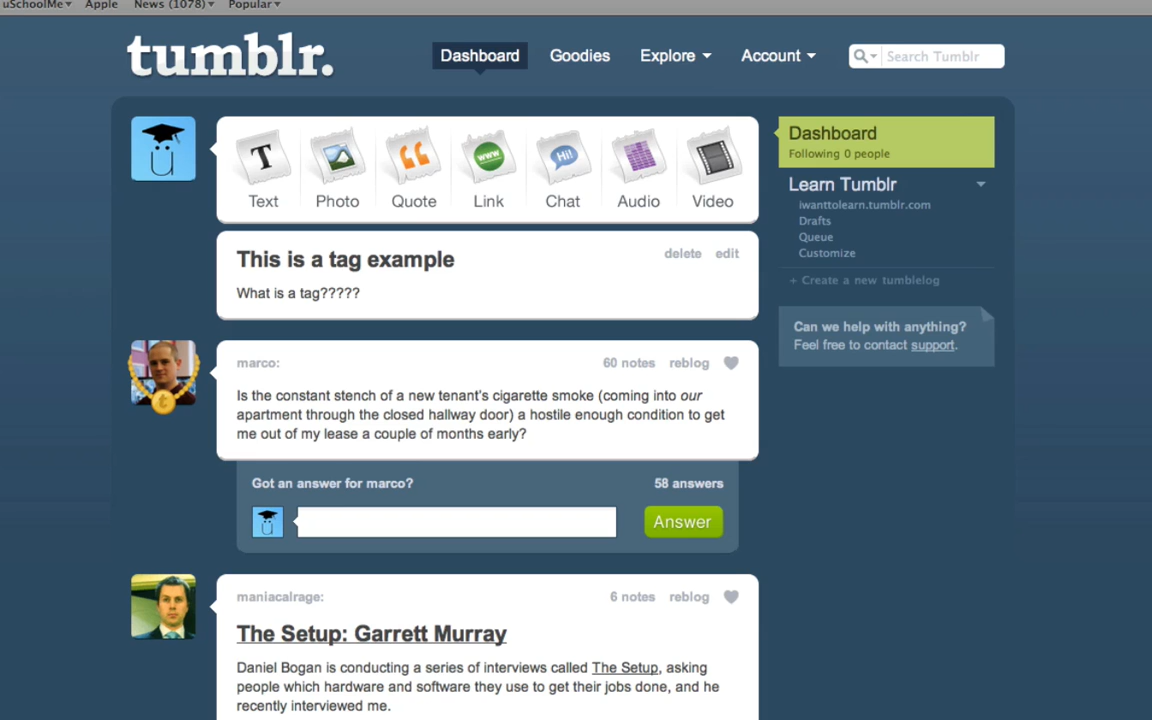 uSchoolMe▾ Apple News (1078)▾ Popular▾
tumblr.
Dashboard Goodies Explore Account Search Tumblr
T WWW Hi!
Text Photo Quote Link Chat Audio Video
Dashboard
Following 0 people
Learn Tumblr
iwanttolearn.tumblr.com
Drafts
Queue
Customize
+ Create a new tumblelog
Can we help with anything?
Feel free to contact support.
This is a tag example delete edit
What is a tag?????
marco: 60 notes reblog
Is the constant stench of a new tenant's cigarette smoke (coming into our
apartment through the closed hallway door) a hostile enough condition to get
me out of my lease a couple of months early?
Got an answer for marco? 58 answers
Answer
maniacalrage: 6 notes reblog
The Setup: Garrett Murray
Daniel Bogan is conducting a series of interviews called The Setup, asking
people which hardware and software they use to get their jobs done, and he
recently interviewed me.